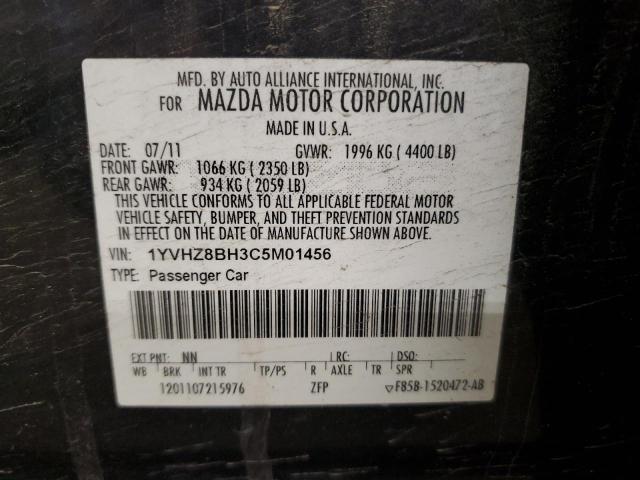 MFD. BY AUTO ALLIANCE INTERNATIONAL, INC.
FOR MAZDA MOTOR CORPORATION
MADE IN U.S.A.
DATE: 07/11 GVWR: 1996 KG ( 4400 LB)
FRONT GAWR: 1066 KG ( 2350 LB)
REAR GAWR: 934 KG ( 2059 LB)
THIS VEHICLE CONFORMS TO ALL APPLICABLE FEDERAL MOTOR
VEHICLE SAFETY, BUMPER, AND THEFT PREVENTION STANDARDS
IN EFFECT ON THE DATE OF MANUFACTURE SHOWN ABOVE.
VIN: 1YVHZ8BH3C5M01456
TYPE: Passenger Car
EXT PNT: NN RC: DSO:
WB BRK INT TR TP/PS R AXLE TR SPR
1201107215976 ZFP ▽F85B-1520472-AB